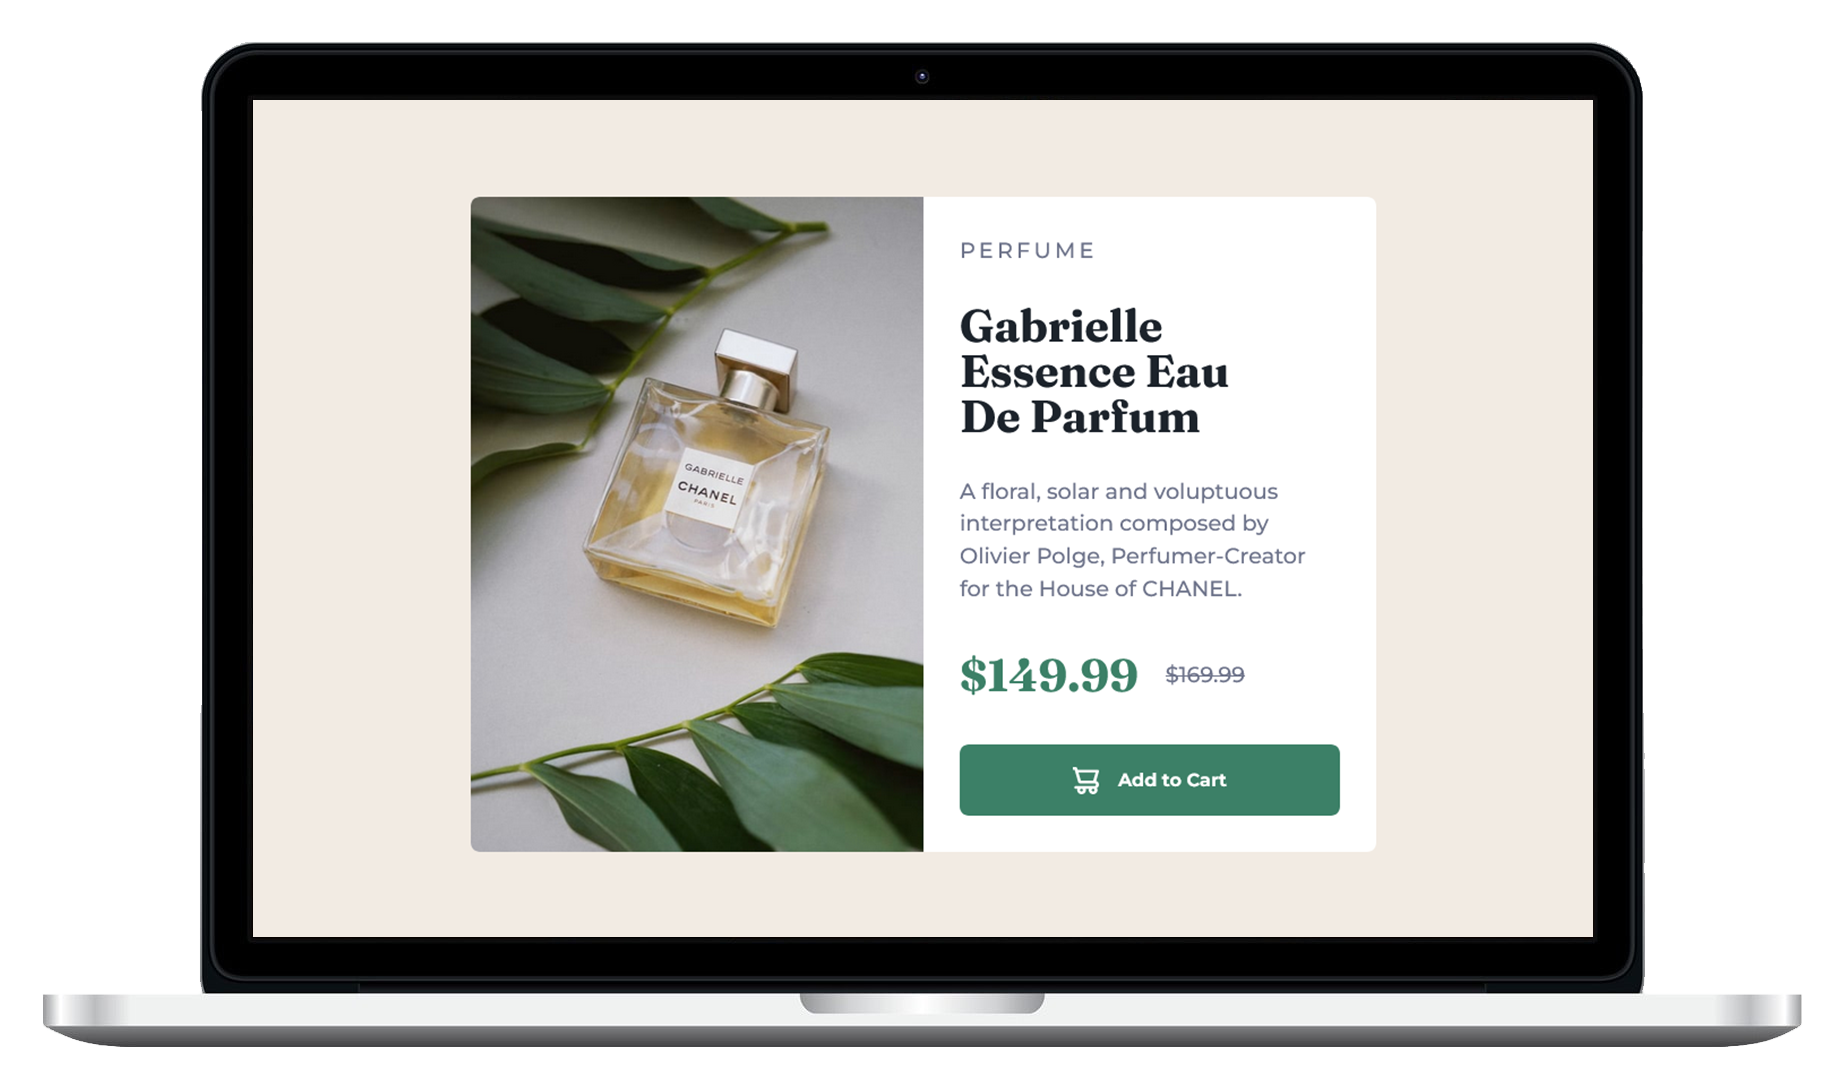 PERFUME
Gabrielle
Essence Eau
De Parfum
A floral, solar and voluptuous
interpretation composed by
Olivier Polge, Perfumer-Creator
for the House of CHANEL.
$149.99 $169.99
Add to Cart
GABRIELLE
CHANEL
PARIS